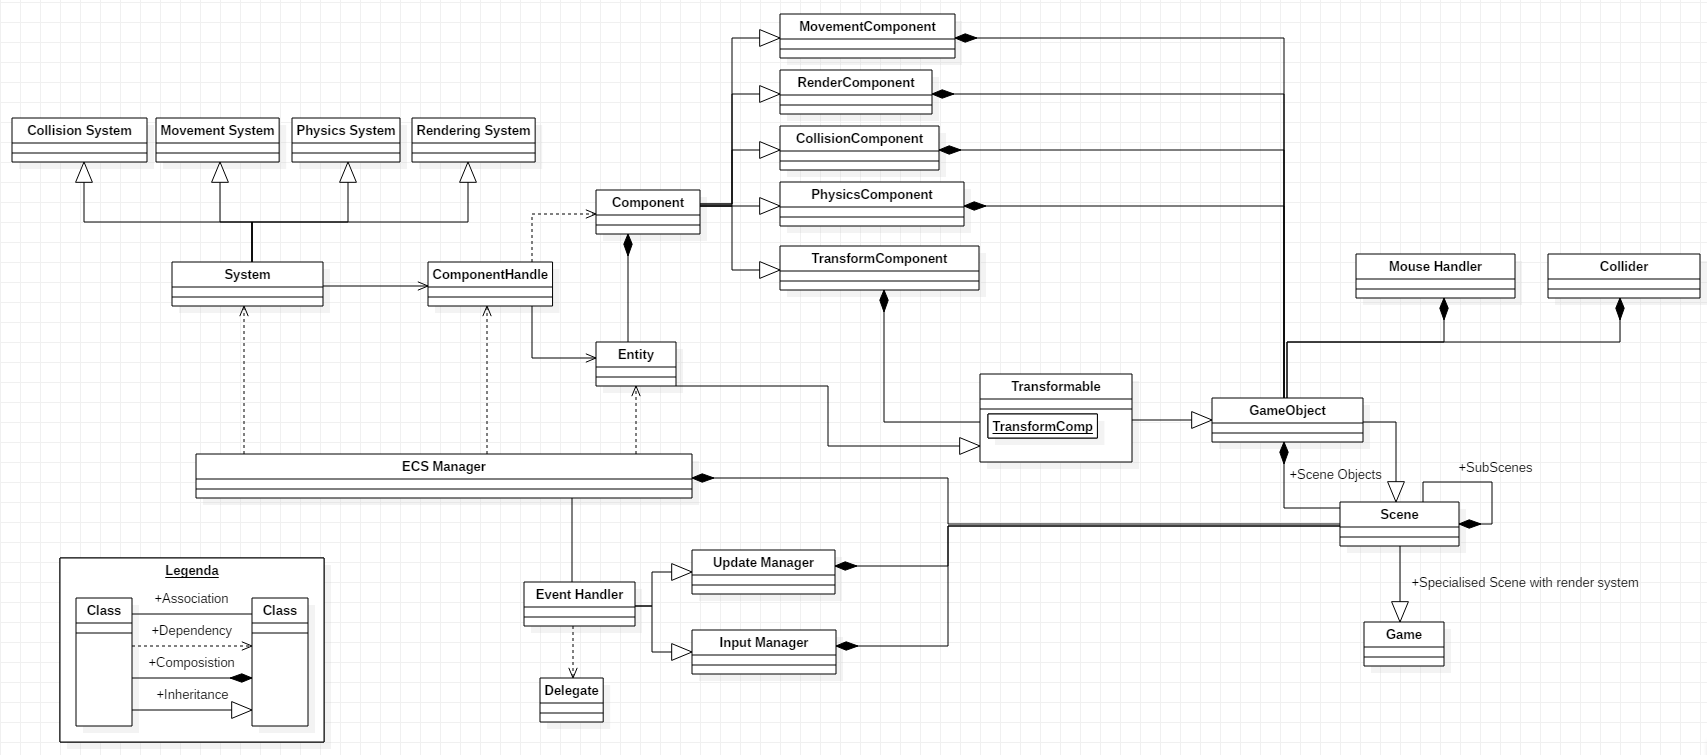 MovementComponent
RenderComponent
CollisionComponent
PhysicsComponent
TransformComponent
Collision System
Movement System
Physics System
Rendering System
Component
System
ComponentHandle
Mouse Handler
Collider
Entity
Transformable
TransformComp
GameObject
+Scene Objects
+SubScenes
Scene
ECS Manager
+Specialised Scene with render system
Game
Update Manager
Event Handler
Input Manager
Delegate
Legenda
Class
+Association
Class
+Dependency
+Composistion
+Inheritance